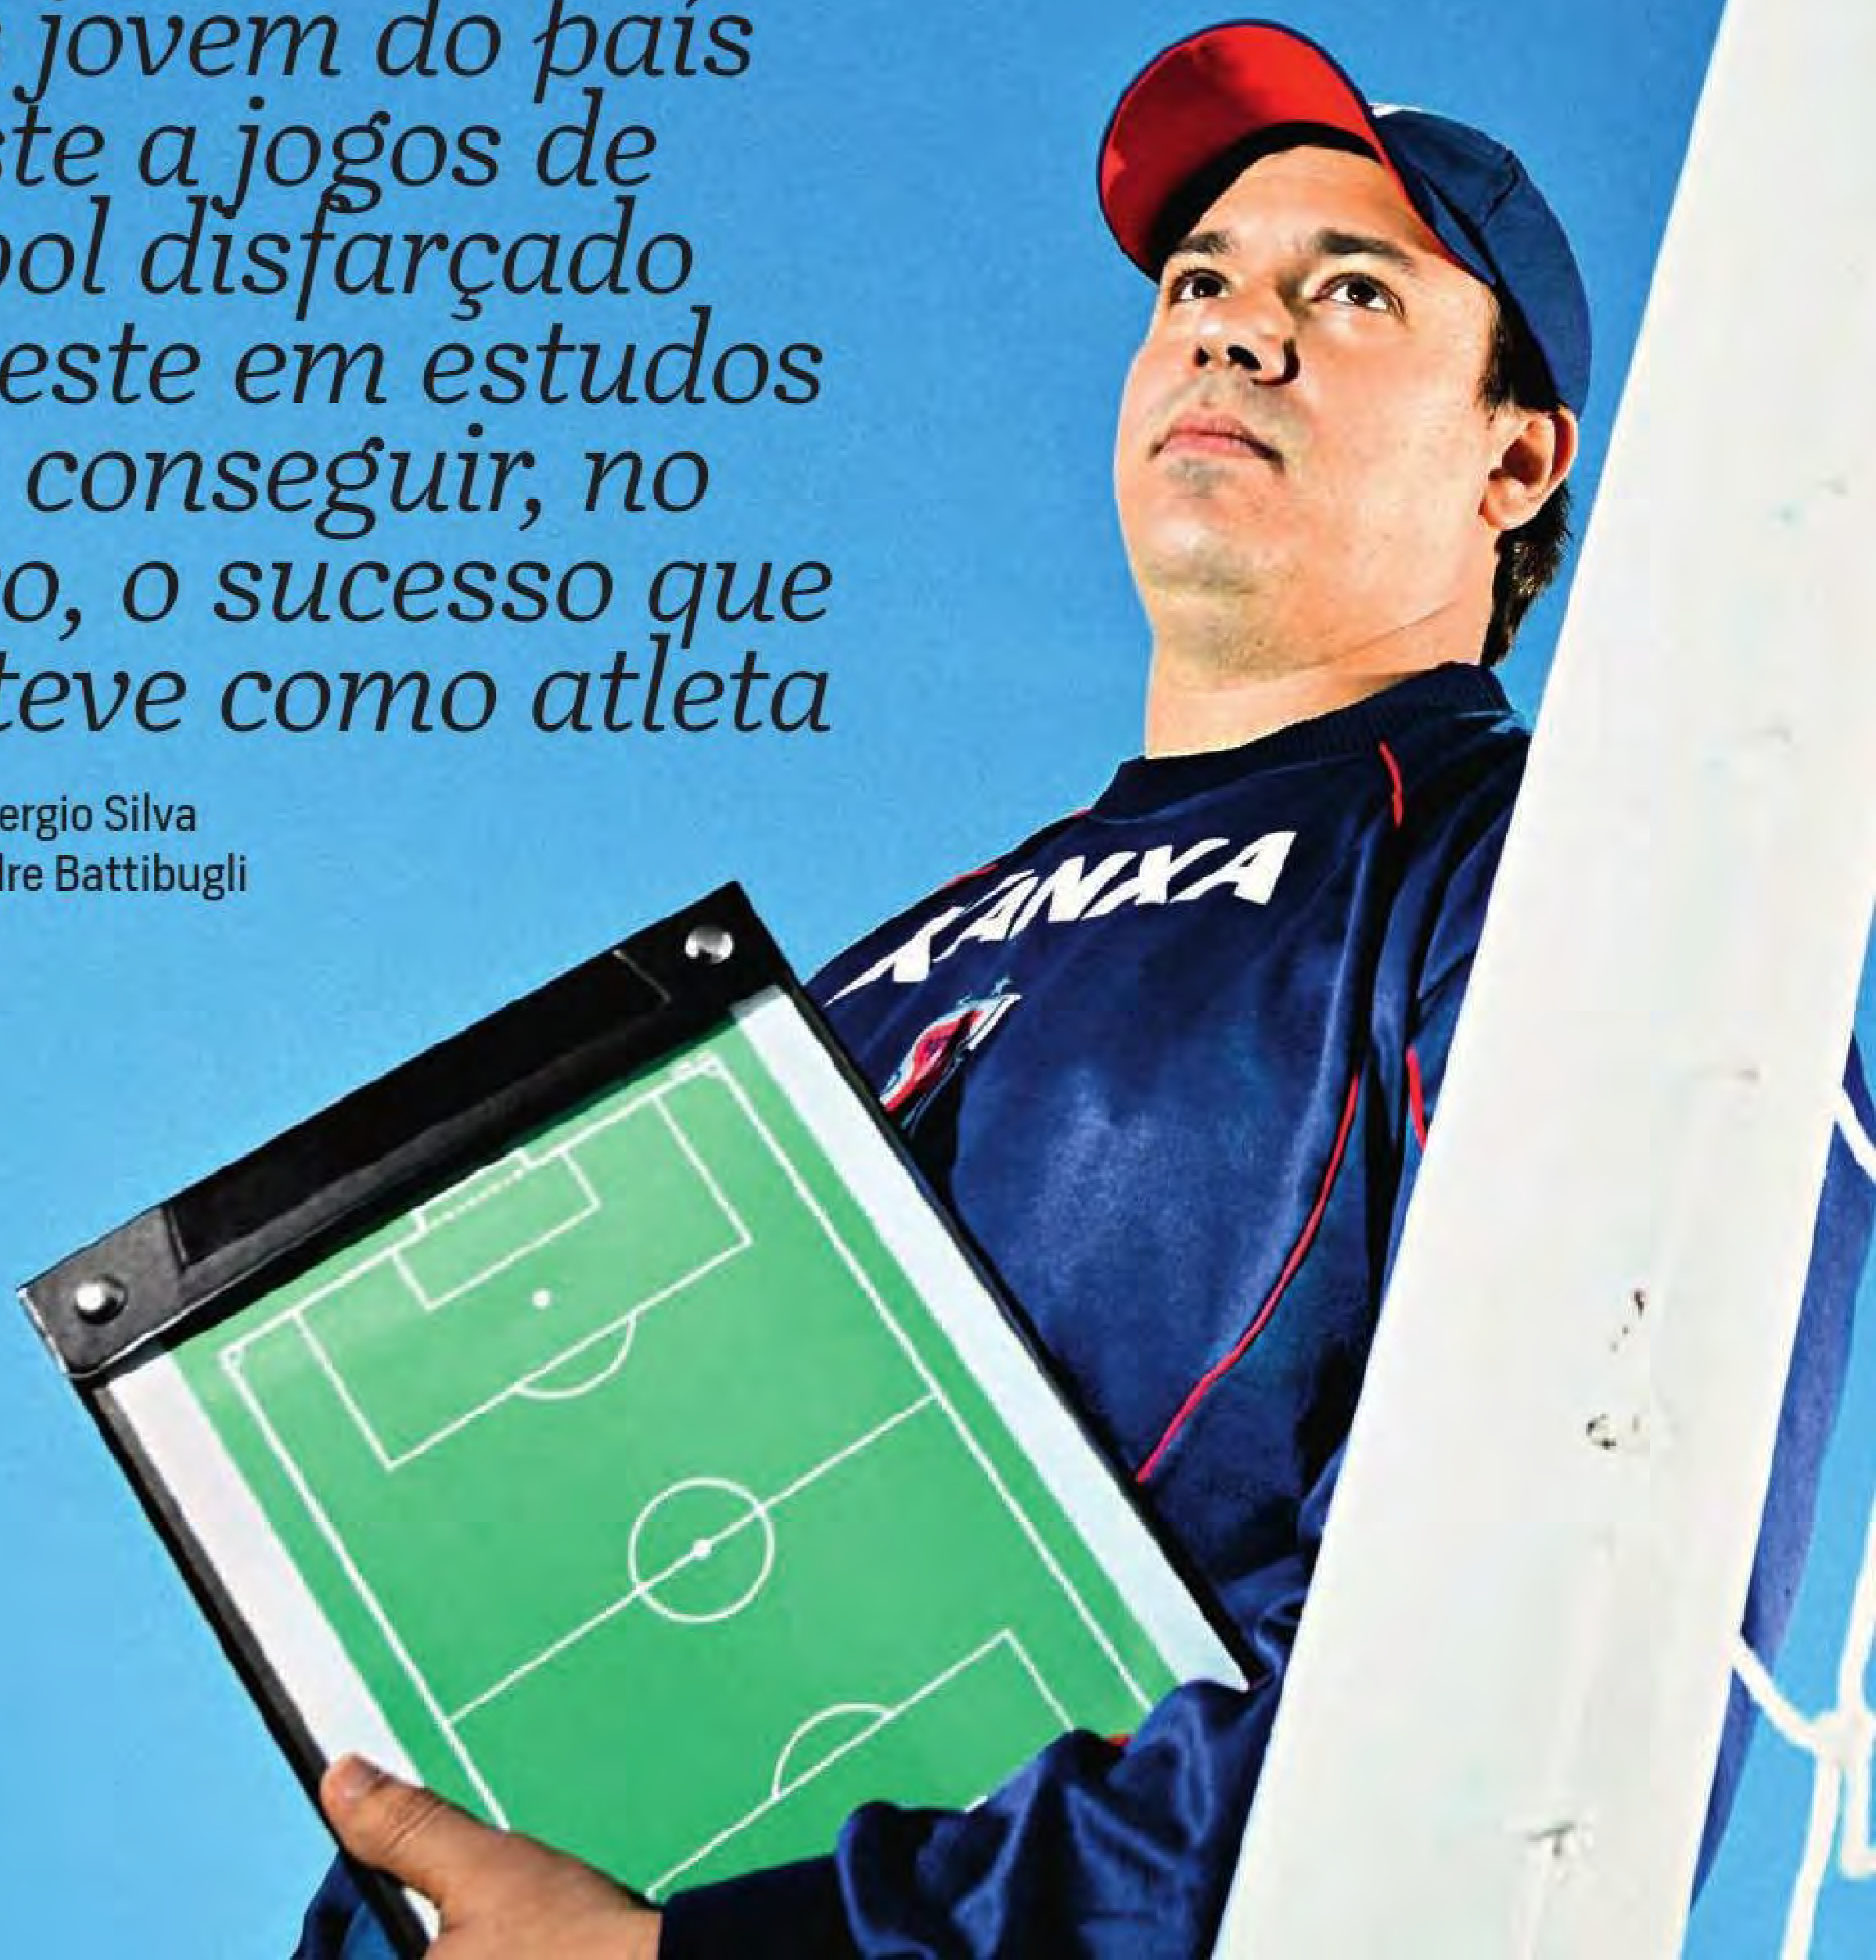 jovem do país
ste a jogos de
bol disfarçado
este em estudos
conseguir, no
o, o sucesso que
teve como atleta
ergio Silva
dre Battibugli
KANXA